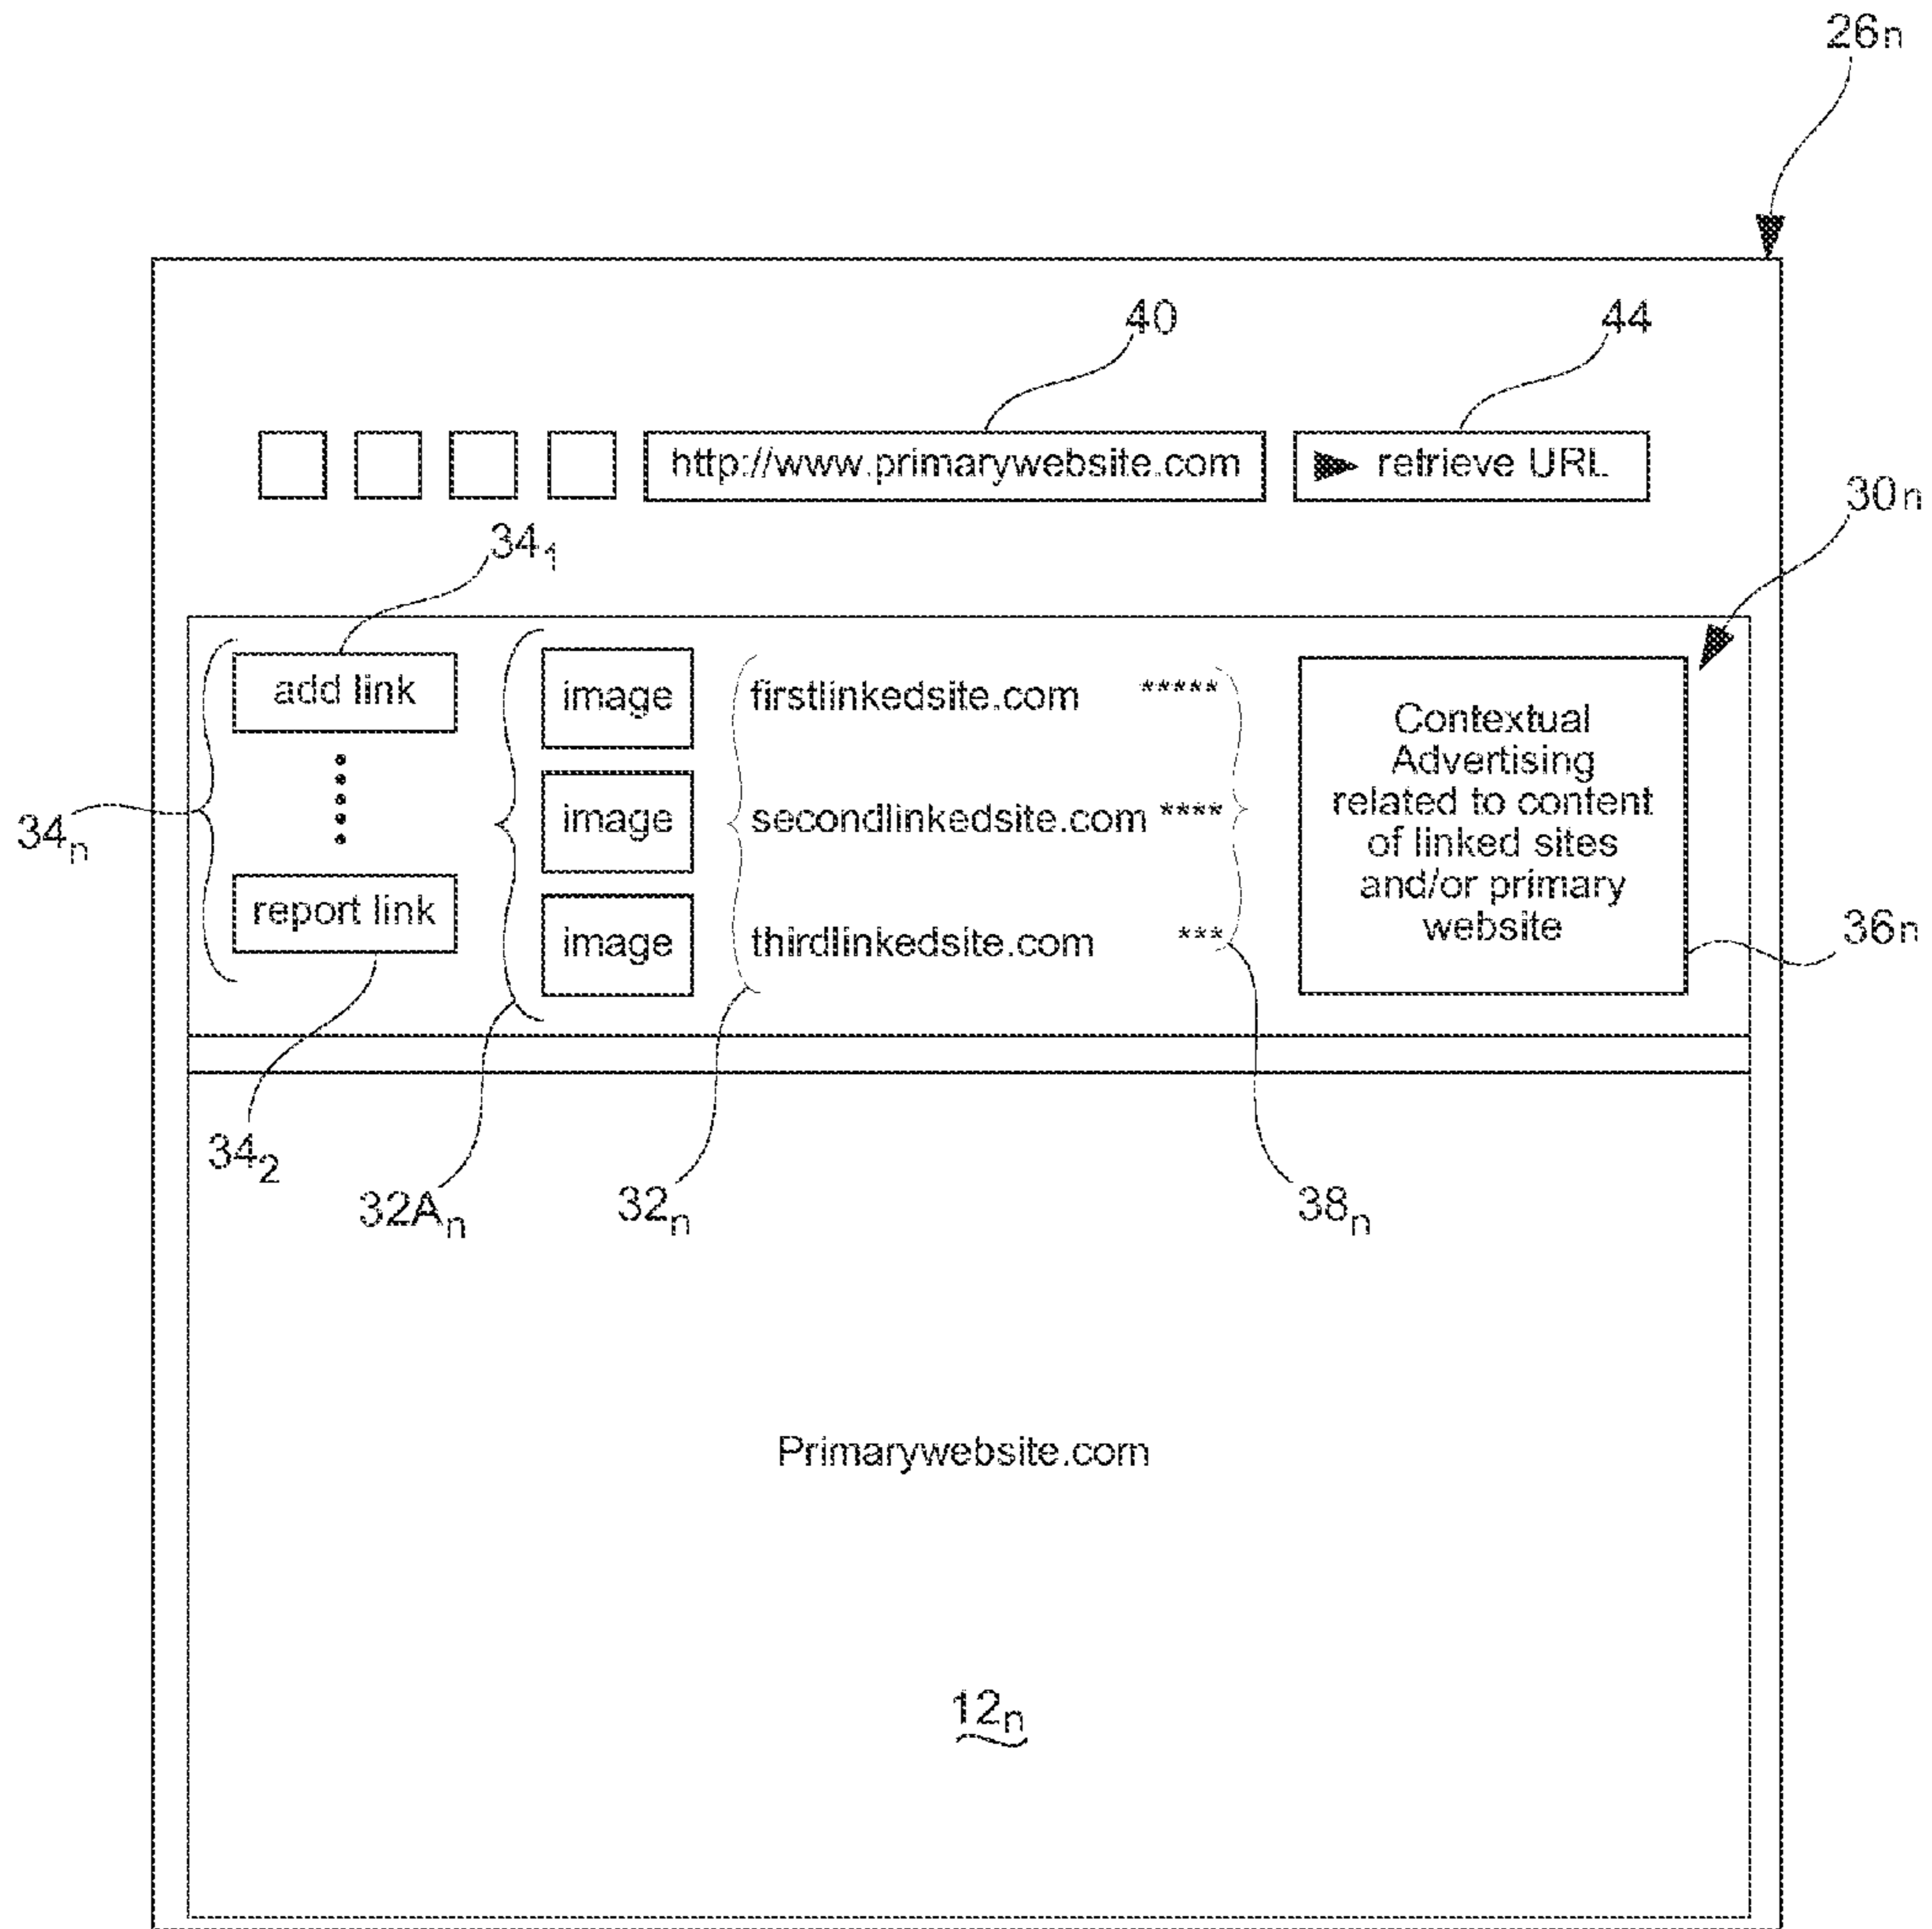 26n
40
44
http://www.primarywebsite.com
retrieve URL
30n
34₁
add link
image
firstlinkedsite.com
*****
Contextual
Advertising
related to content
of linked sites
and/or primary
website
34ₙ
image
secondlinkedsite.com
****
report link
image
thirdlinkedsite.com
***
36n
34₂
32Aₙ
32ₙ
38ₙ
Primarywebsite.com
12ₙ